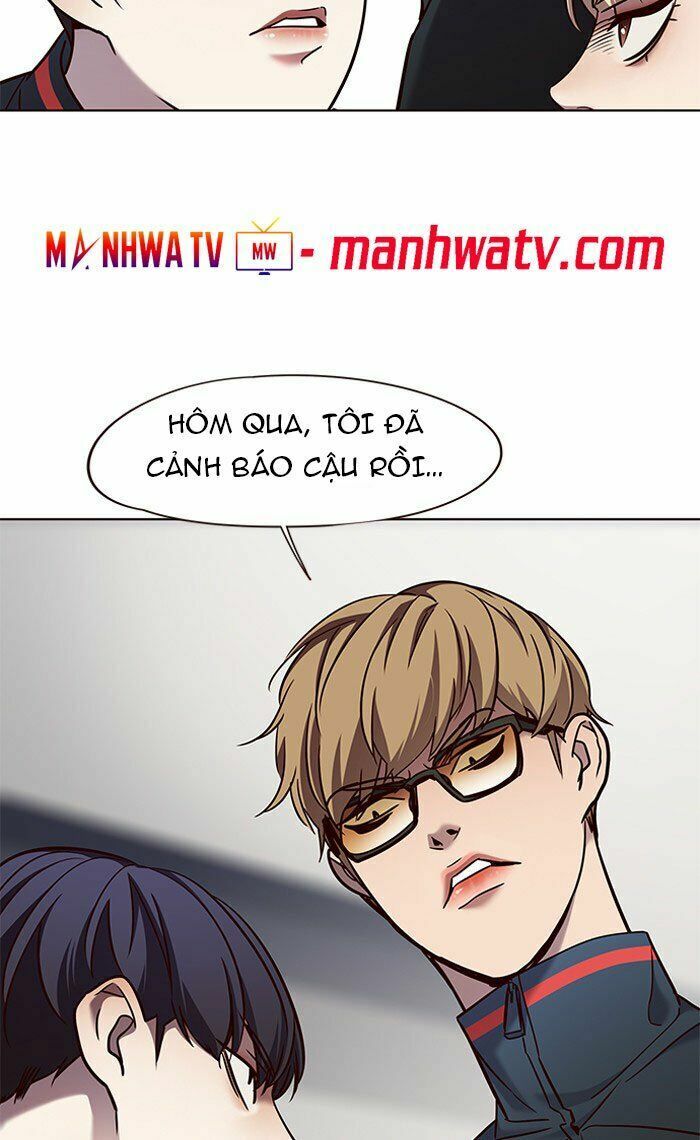 MANHWA TV MW - manhwatv.com
HÔM QUA, TÔI ĐÃ
CẢNH BÁO CẬU RỒI...